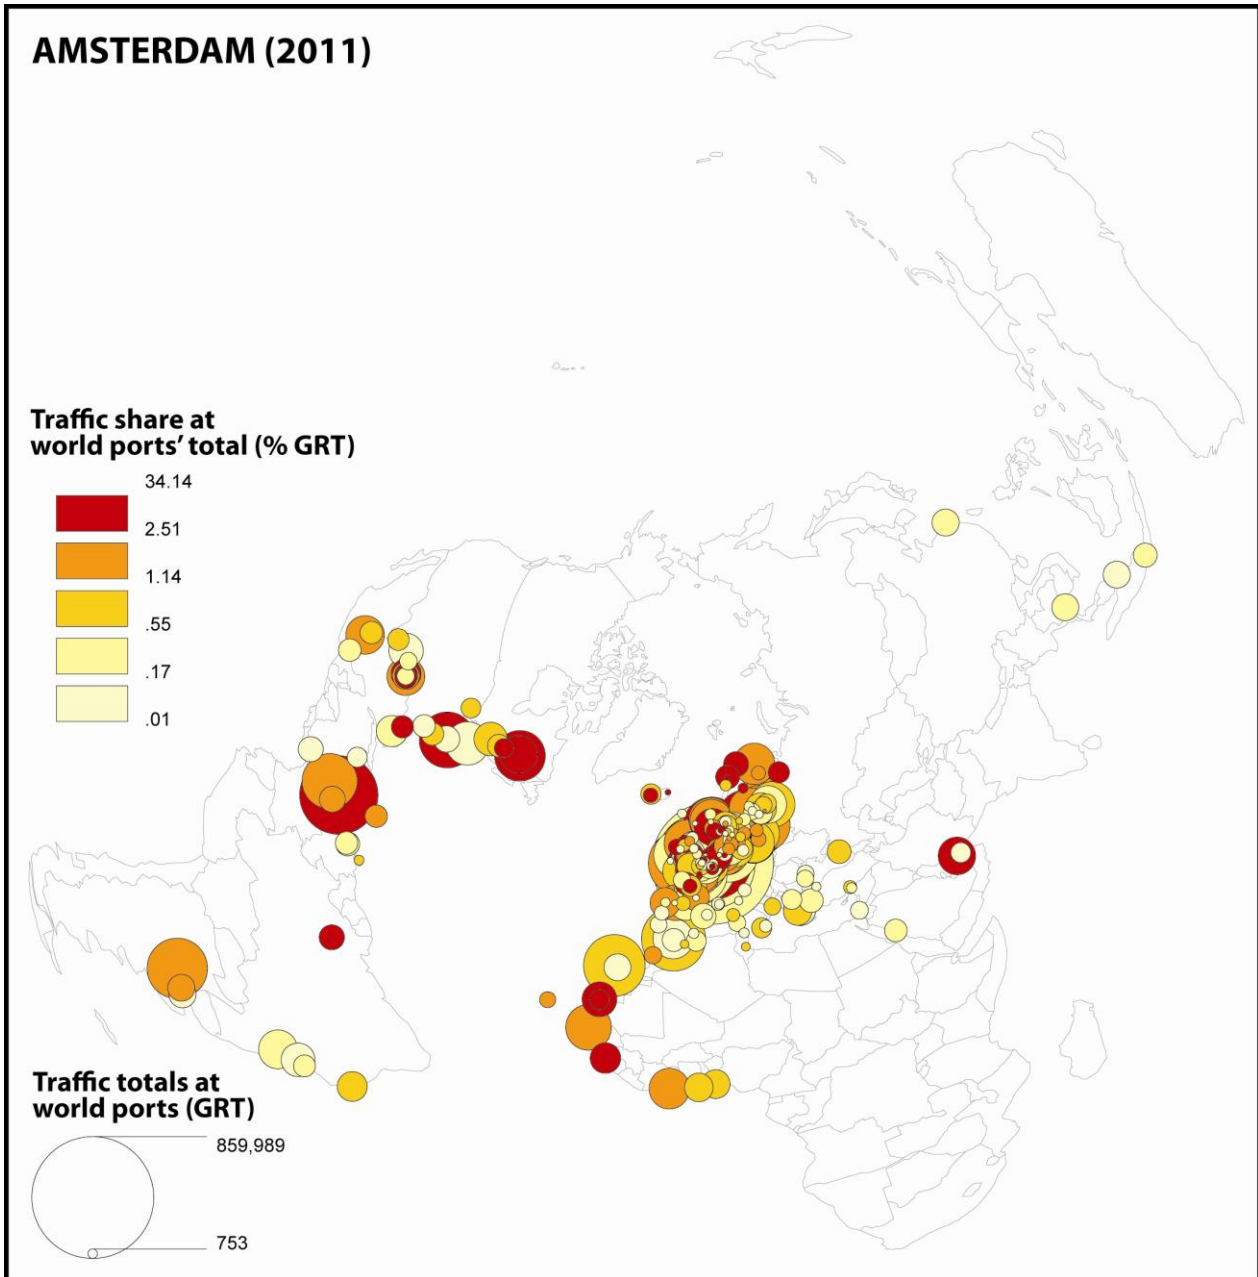 AMSTERDAM (2011)
Traffic share at
world ports' total (% GRT)
34.14
2.51
1.14
.55
.17
.01
Traffic totals at
world ports (GRT)
859,989
753